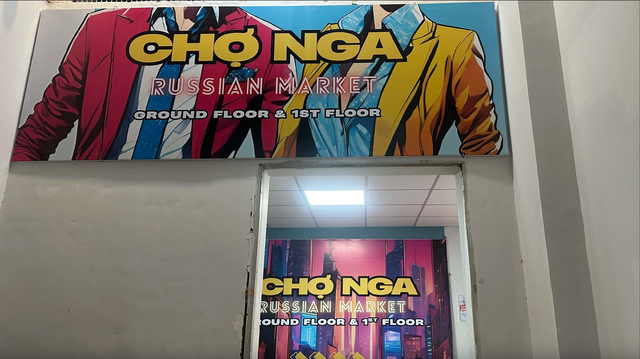 CHỢ NGA
RUSSIAN MARKET
GROUND FLOOR & 1ST FLOOR
CHỢ NGA
RUSSIAN MARKET
ROUND FLOOR & 1ST FLOOR